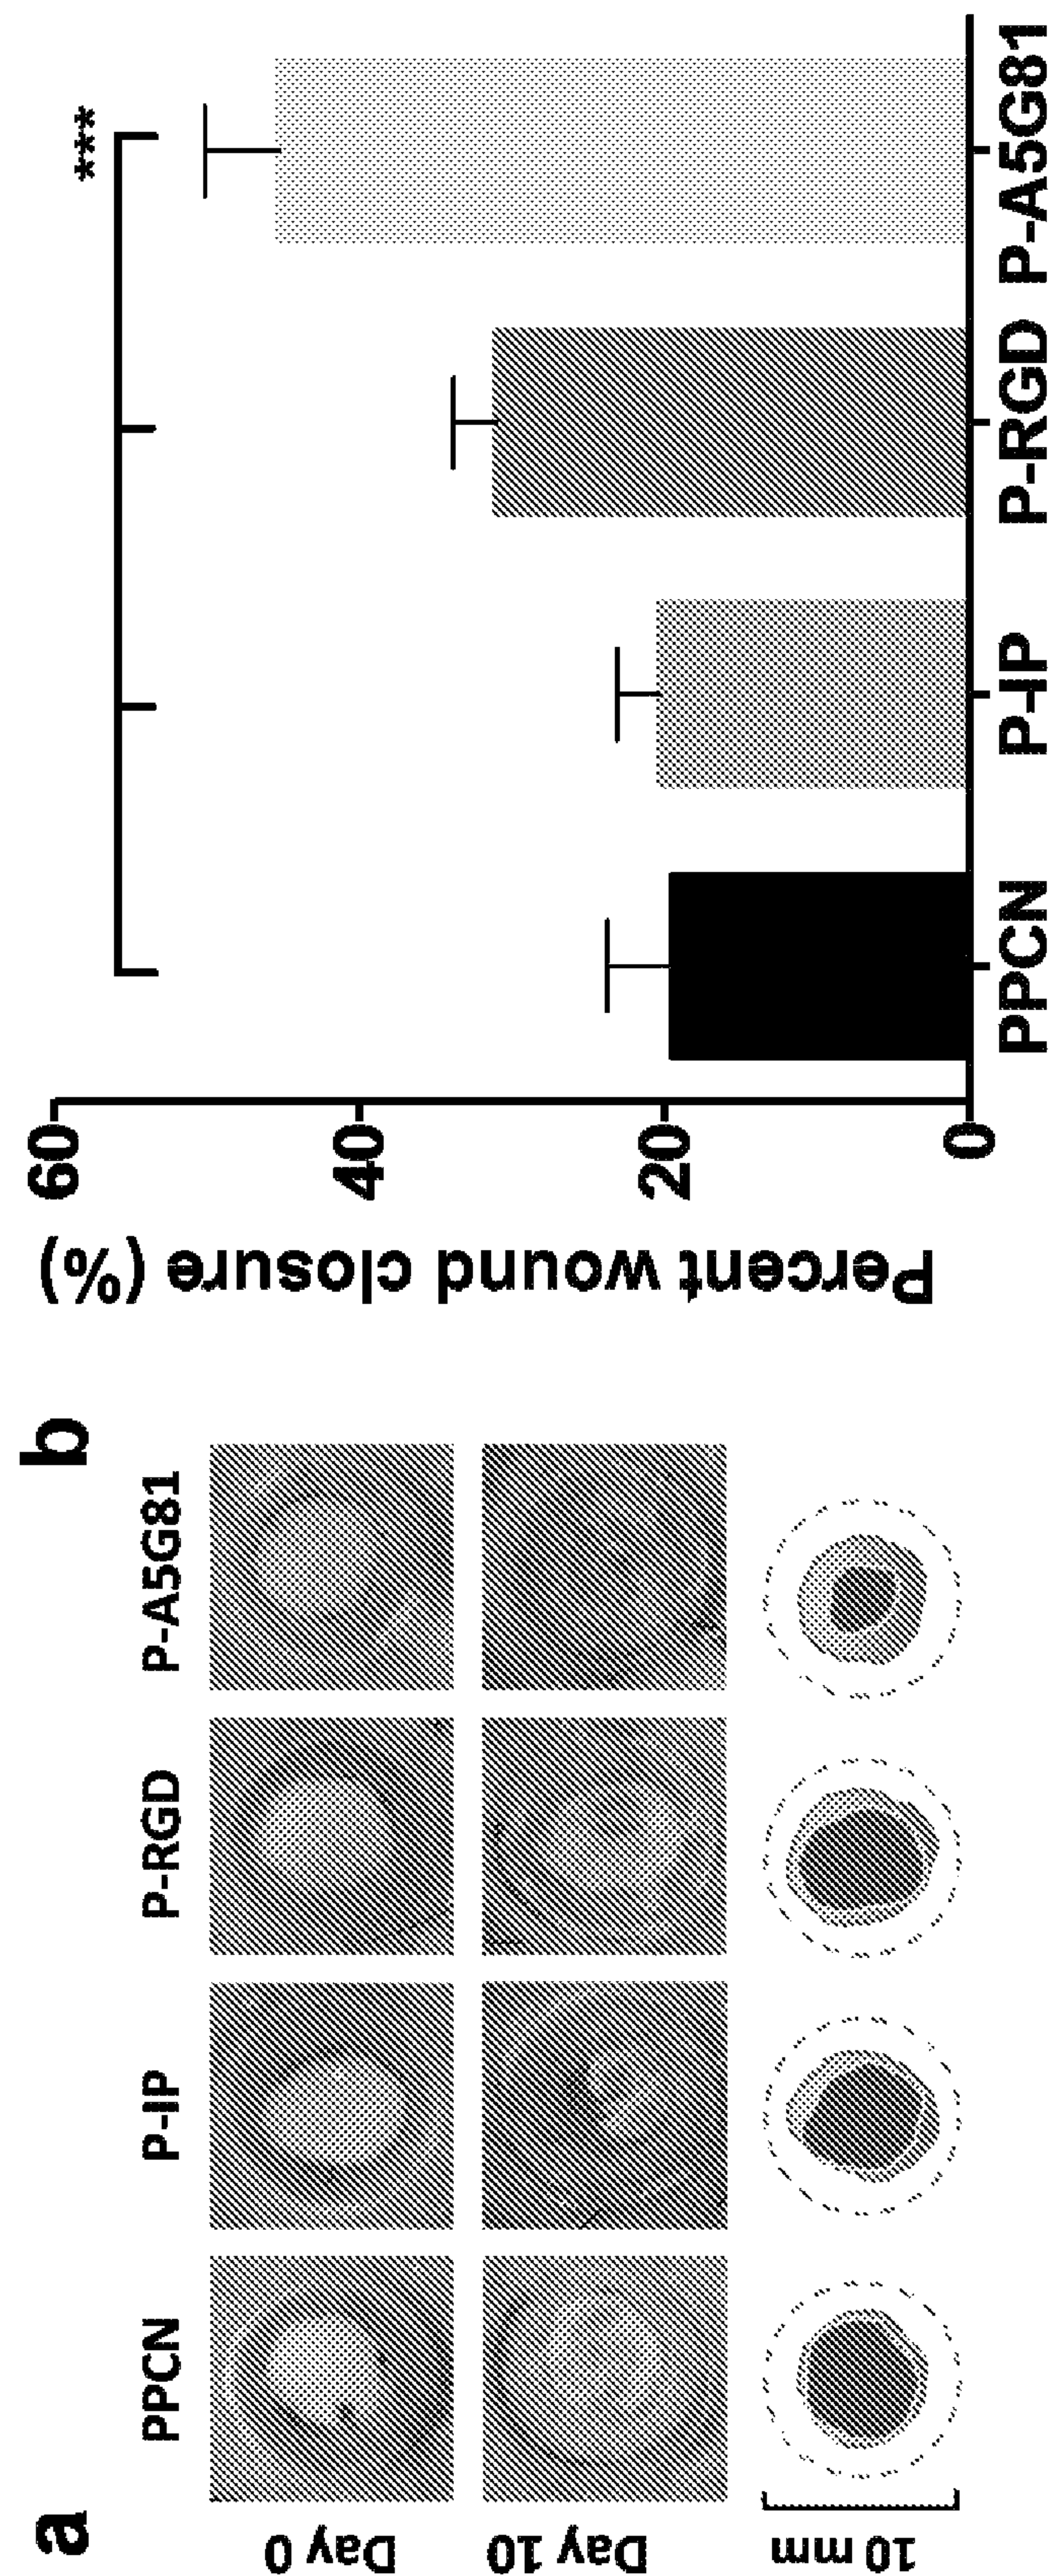 a
PPCN P-IP P-RGD P-A5G81
Day 0
Day 10
10 mm
b
***
Percent wound closure (%)
60
40
20
0
PPCN P-IP P-RGD P-A5G81